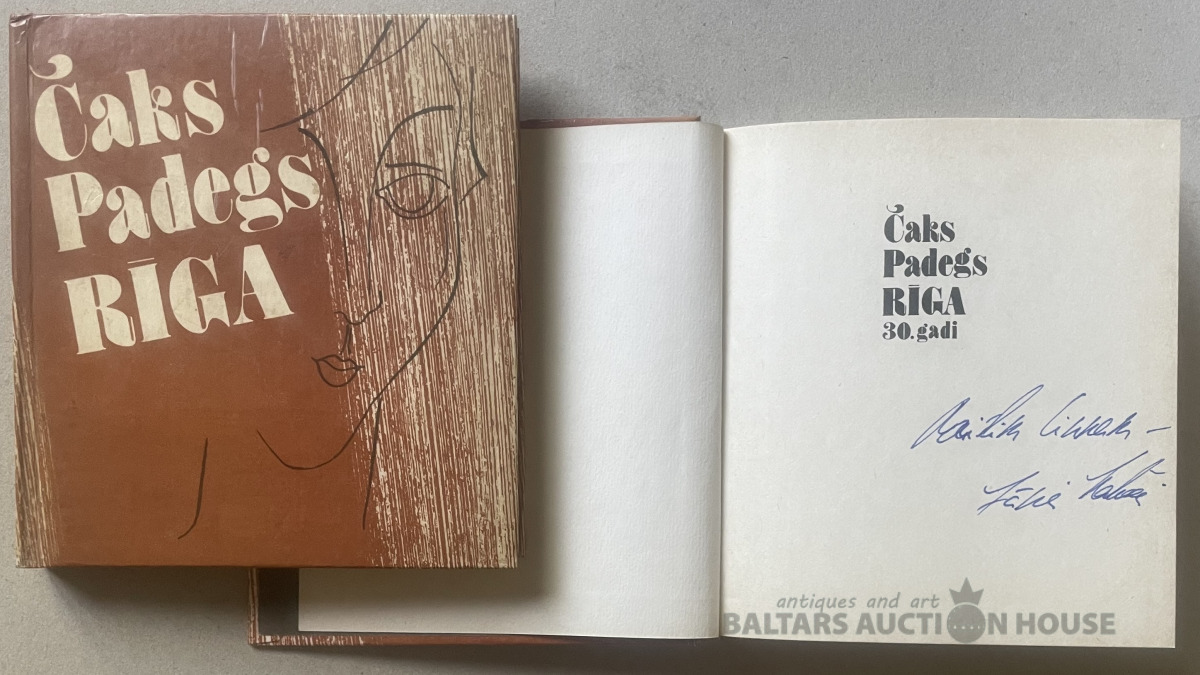 Čaks
Padegs
RĪGA
Čaks
Padegs
RĪGA
30.gadi
antiques and art
BALTARS AUCTION HOUSE